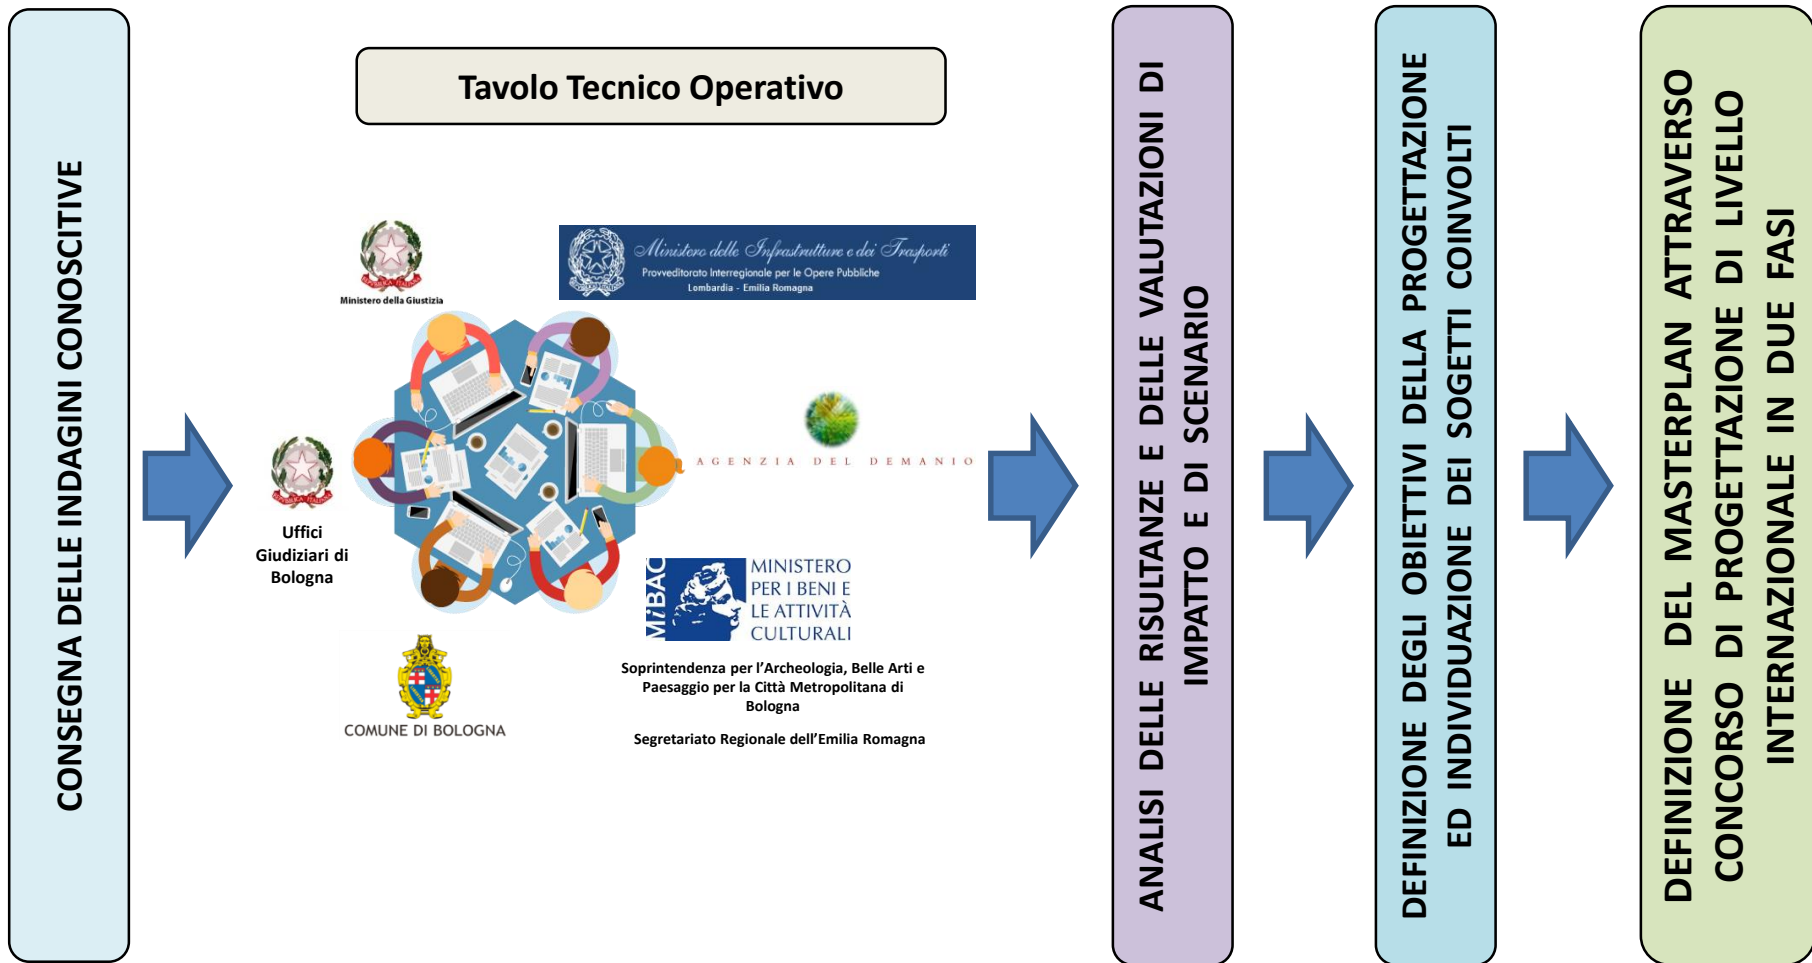 CONSEGNA DELLE INDAGINI CONOSCITIVE
Tavolo Tecnico Operativo
Ministero della Giustizia
Ministero delle Infrastrutture e dei Trasporti
Provveditorato Interregionale per le Opere Pubbliche
Lombardia - Emilia Romagna
AGENZIA DEL DEMANIO
Uffici
Giudiziari di
Bologna
MiBAC
MINISTERO
PER I BENI E
LE ATTIVITÀ
CULTURALI
Soprintendenza per l’Archeologia, Belle Arti e
Paesaggio per la Città Metropolitana di
Bologna
Segretariato Regionale dell’Emilia Romagna
COMUNE DI BOLOGNA
ANALISI DELLE RISULTANZE E DELLE VALUTAZIONI DI
IMPATTO E DI SCENARIO
DEFINIZIONE DEGLI OBIETTIVI DELLA PROGETTAZIONE
ED INDIVIDUAZIONE DEI SOGETTI COINVOLTI
DEFINIZIONE DEL MASTERPLAN ATTRAVERSO
CONCORSO DI PROGETTAZIONE DI LIVELLO
INTERNAZIONALE IN DUE FASI